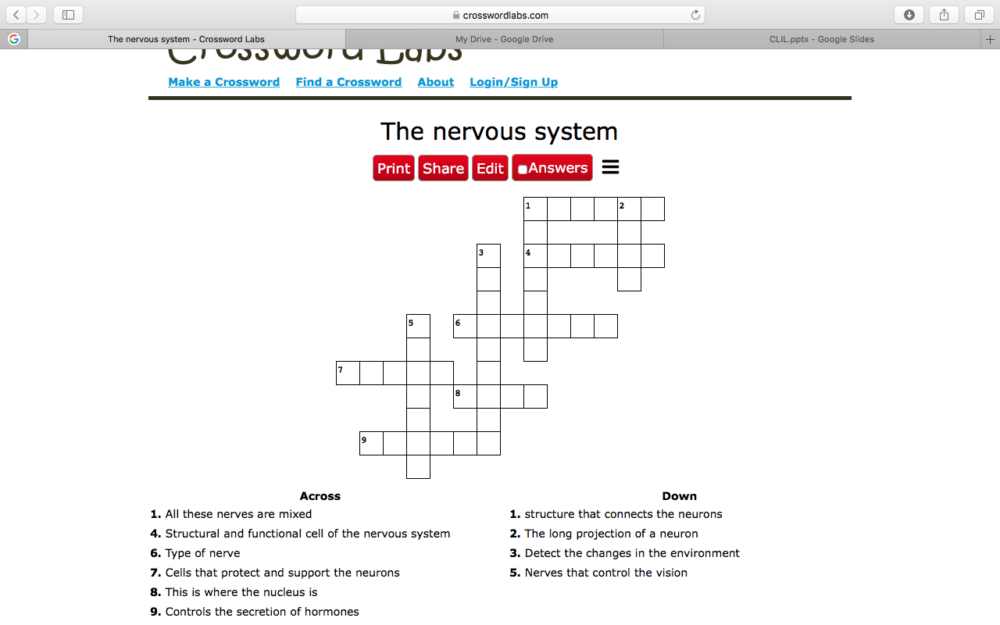 crosswordlabs.com
The nervous system - Crossword Labs
My Drive - Google Drive
CLIL.pptx - Google Slides
Crossword Labs
Make a Crossword Find a Crossword About Login/Sign Up
The nervous system
Print Share Edit Answers
1 2
3 4
5 6
7
8
9
Across
1. All these nerves are mixed
4. Structural and functional cell of the nervous system
6. Type of nerve
7. Cells that protect and support the neurons
8. This is where the nucleus is
9. Controls the secretion of hormones
Down
1. structure that connects the neurons
2. The long projection of a neuron
3. Detect the changes in the environment
5. Nerves that control the vision